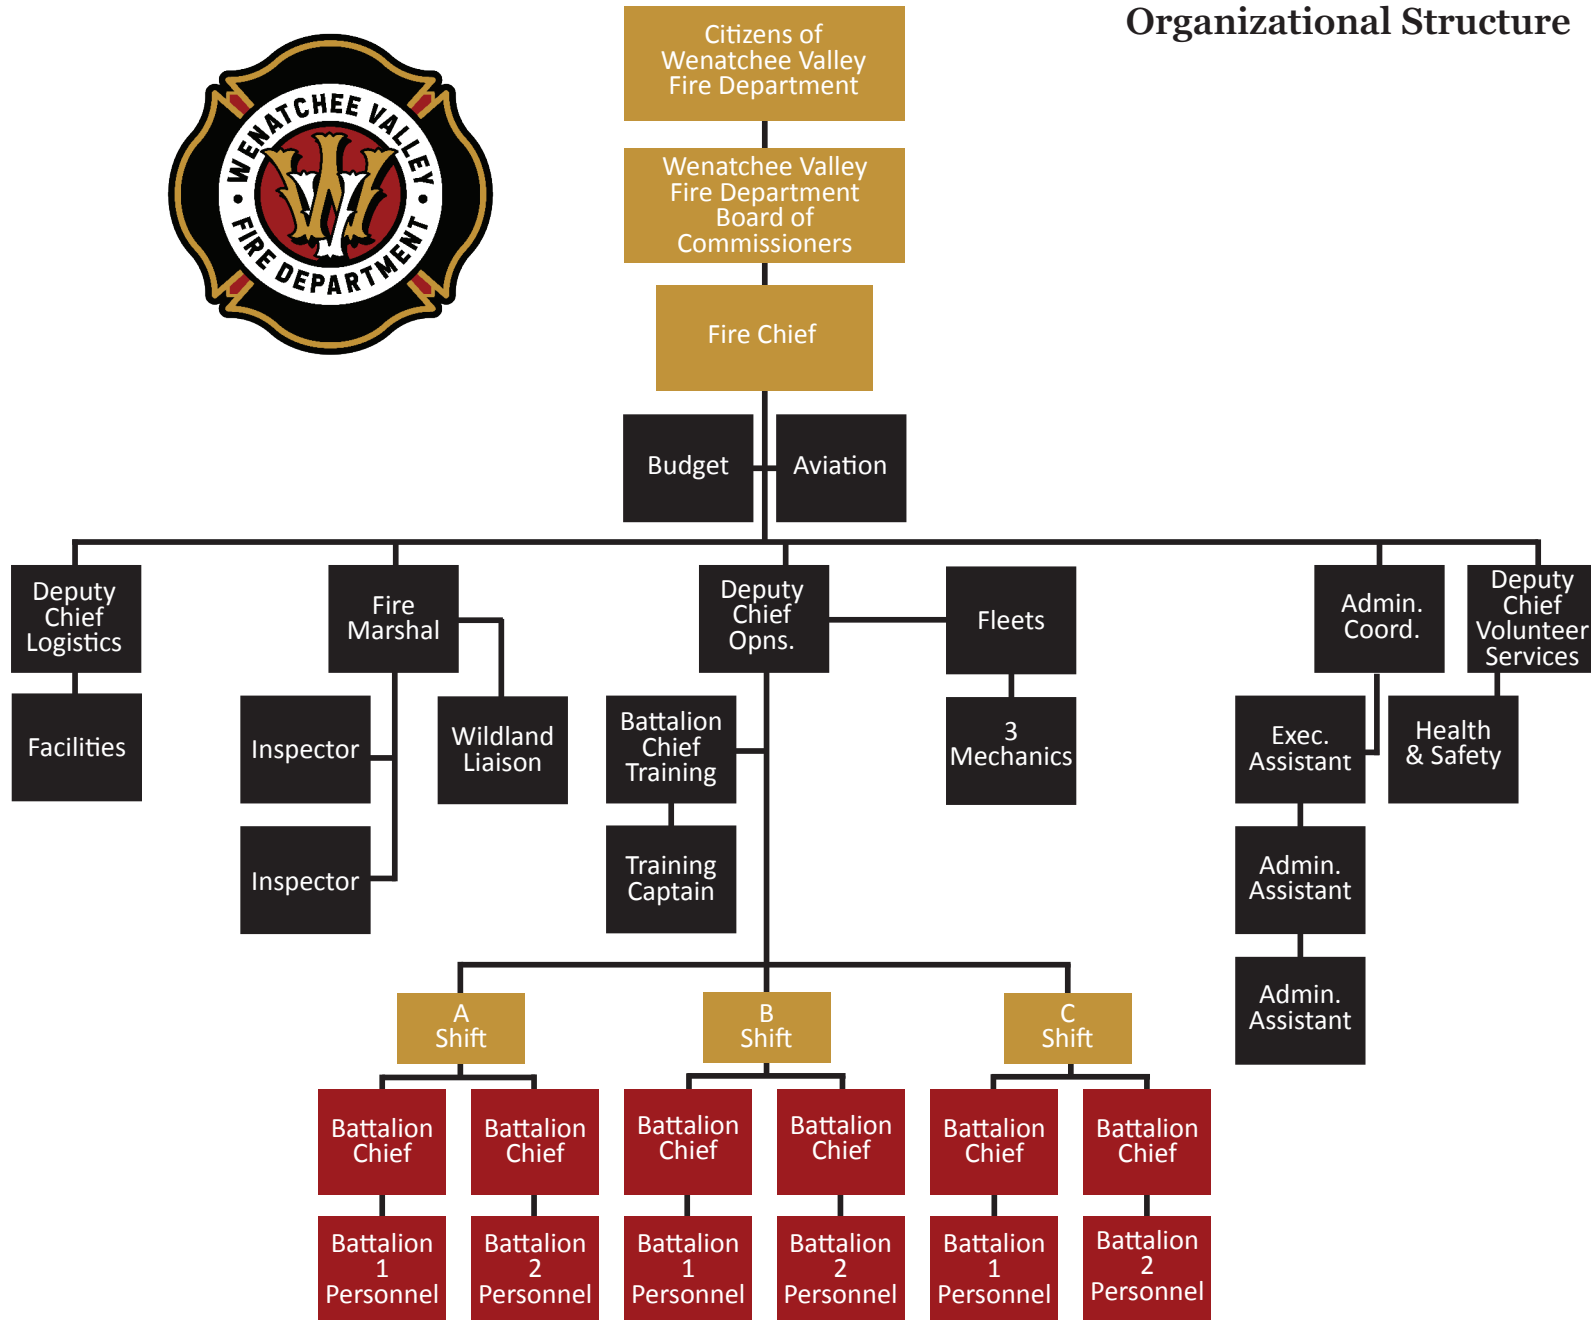 Organizational Structure
WENATCHEE VALLEY
FIRE DEPARTMENT
W V
Citizens of
Wenatchee Valley
Fire Department
Wenatchee Valley
Fire Department
Board of
Commissioners
Fire Chief
Budget
Aviation
Deputy
Chief
Logistics
Fire
Marshal
Deputy
Chief
Opns.
Fleets
Admin.
Coord.
Deputy
Chief
Volunteer
Services
Facilities
Inspector
Wildland
Liaison
Battalion
Chief
Training
3
Mechanics
Exec.
Assistant
Health
& Safety
Inspector
Training
Captain
Admin.
Assistant
Admin.
Assistant
A
Shift
B
Shift
C
Shift
Battalion
Chief
Battalion
Chief
Battalion
Chief
Battalion
Chief
Battalion
Chief
Battalion
Chief
Battalion
1
Personnel
Battalion
2
Personnel
Battalion
1
Personnel
Battalion
2
Personnel
Battalion
1
Personnel
Battalion
2
Personnel